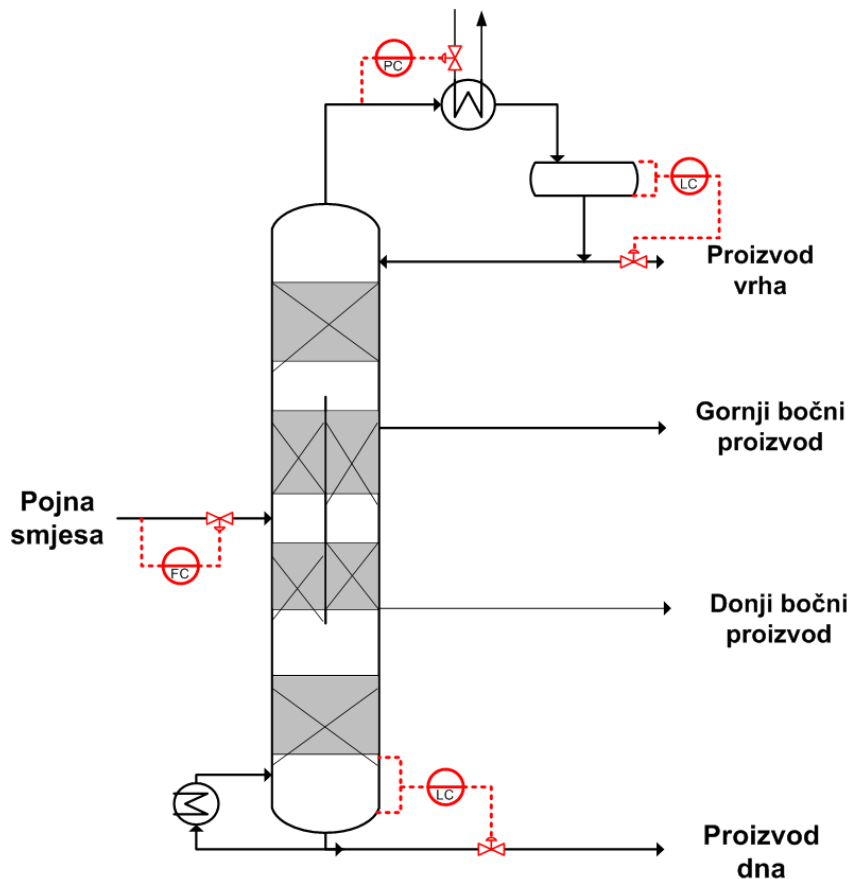 PC
LC
Proizvod
vrha
Gornji bočni
proizvod
Pojna
smjesa
FC
Donji bočni
proizvod
LC
Proizvod
dna